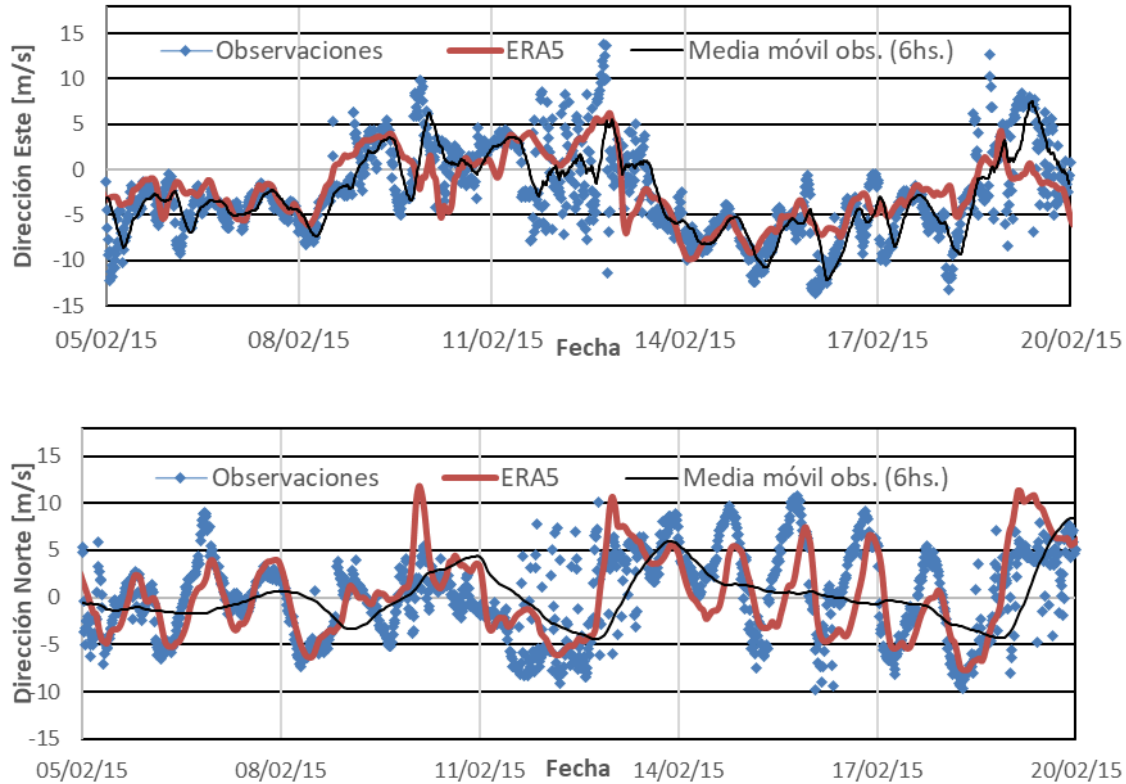 15
Observaciones ERA5 Media móvil obs. (6hs.)
10
5
0
-5
-10
-15
Dirección Este [m/s]
05/02/15 08/02/15 11/02/15 14/02/15 17/02/15 20/02/15
Fecha
15
Observaciones ERA5 Media móvil obs. (6hs.)
10
5
0
-5
-10
-15
Dirección Norte [m/s]
05/02/15 08/02/15 11/02/15 14/02/15 17/02/15 20/02/15
Fecha